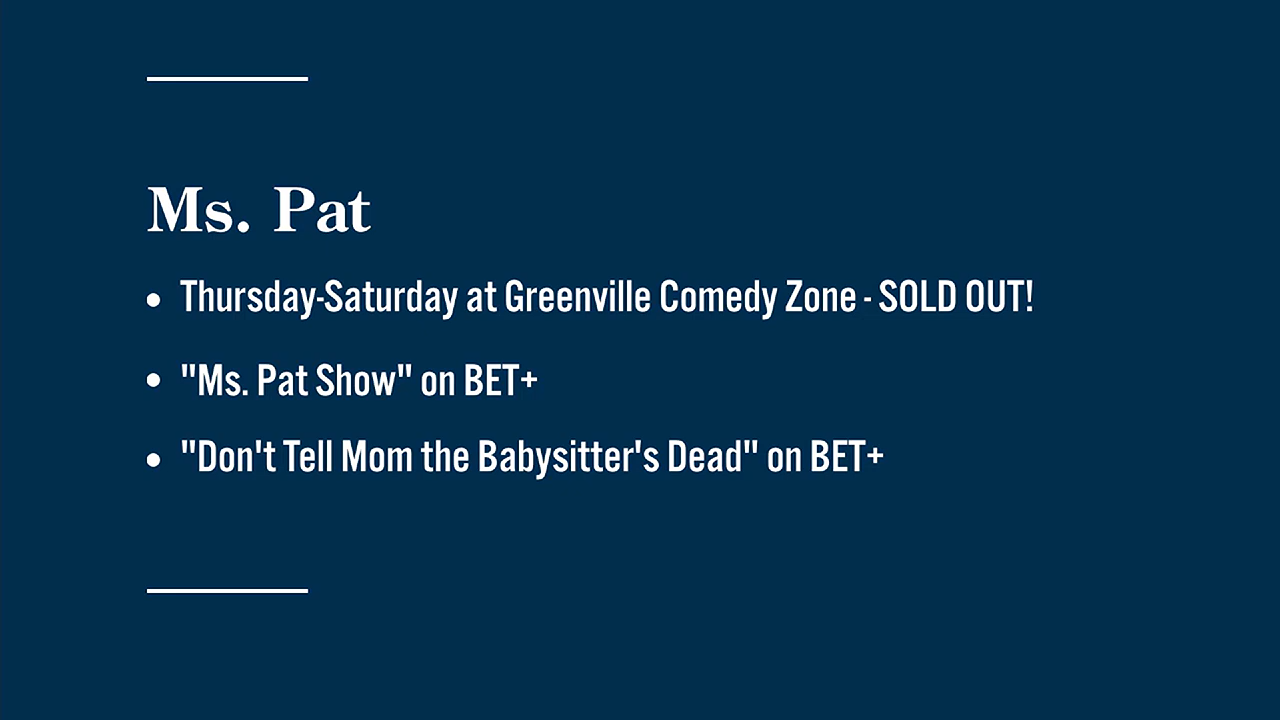 Ms. Pat
• Thursday-Saturday at Greenville Comedy Zone - SOLD OUT!
• "Ms. Pat Show" on BET+
• "Don't Tell Mom the Babysitter's Dead" on BET+